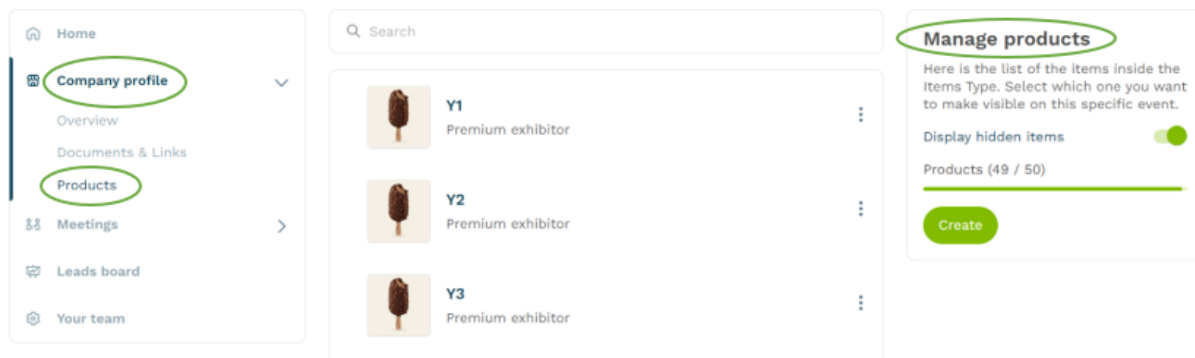 Home
Company profile
Overview
Documents & Links
Products
Meetings
Leads board
Your team
Search
Y1
Premium exhibitor
Y2
Premium exhibitor
Y3
Premium exhibitor
Manage products
Here is the list of the items inside the
Items Type. Select which one you want
to make visible on this specific event.
Display hidden items
Products (49 / 50)
Create